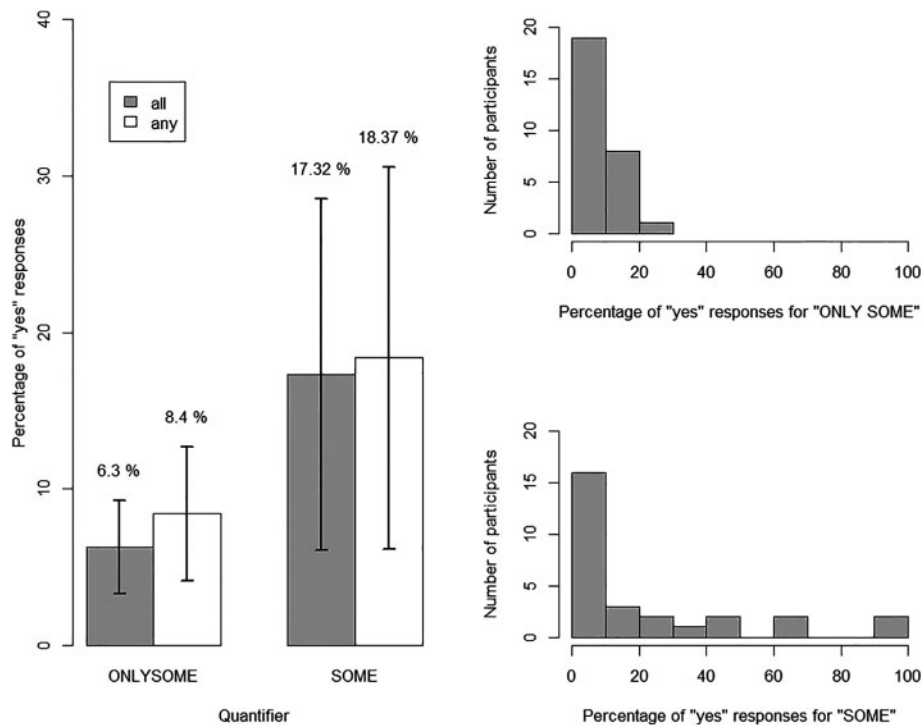 40
30
20
10
0
Percentage of "yes" responses
all
any
6.3 %
8.4 %
17.32 %
18.37 %
ONLYSOME
SOME
Quantifier
20
15
10
5
0
Number of participants
0 20 40 60 80 100
Percentage of "yes" responses for "ONLY SOME"
20
15
10
5
0
Number of participants
0 20 40 60 80 100
Percentage of "yes" responses for "SOME"